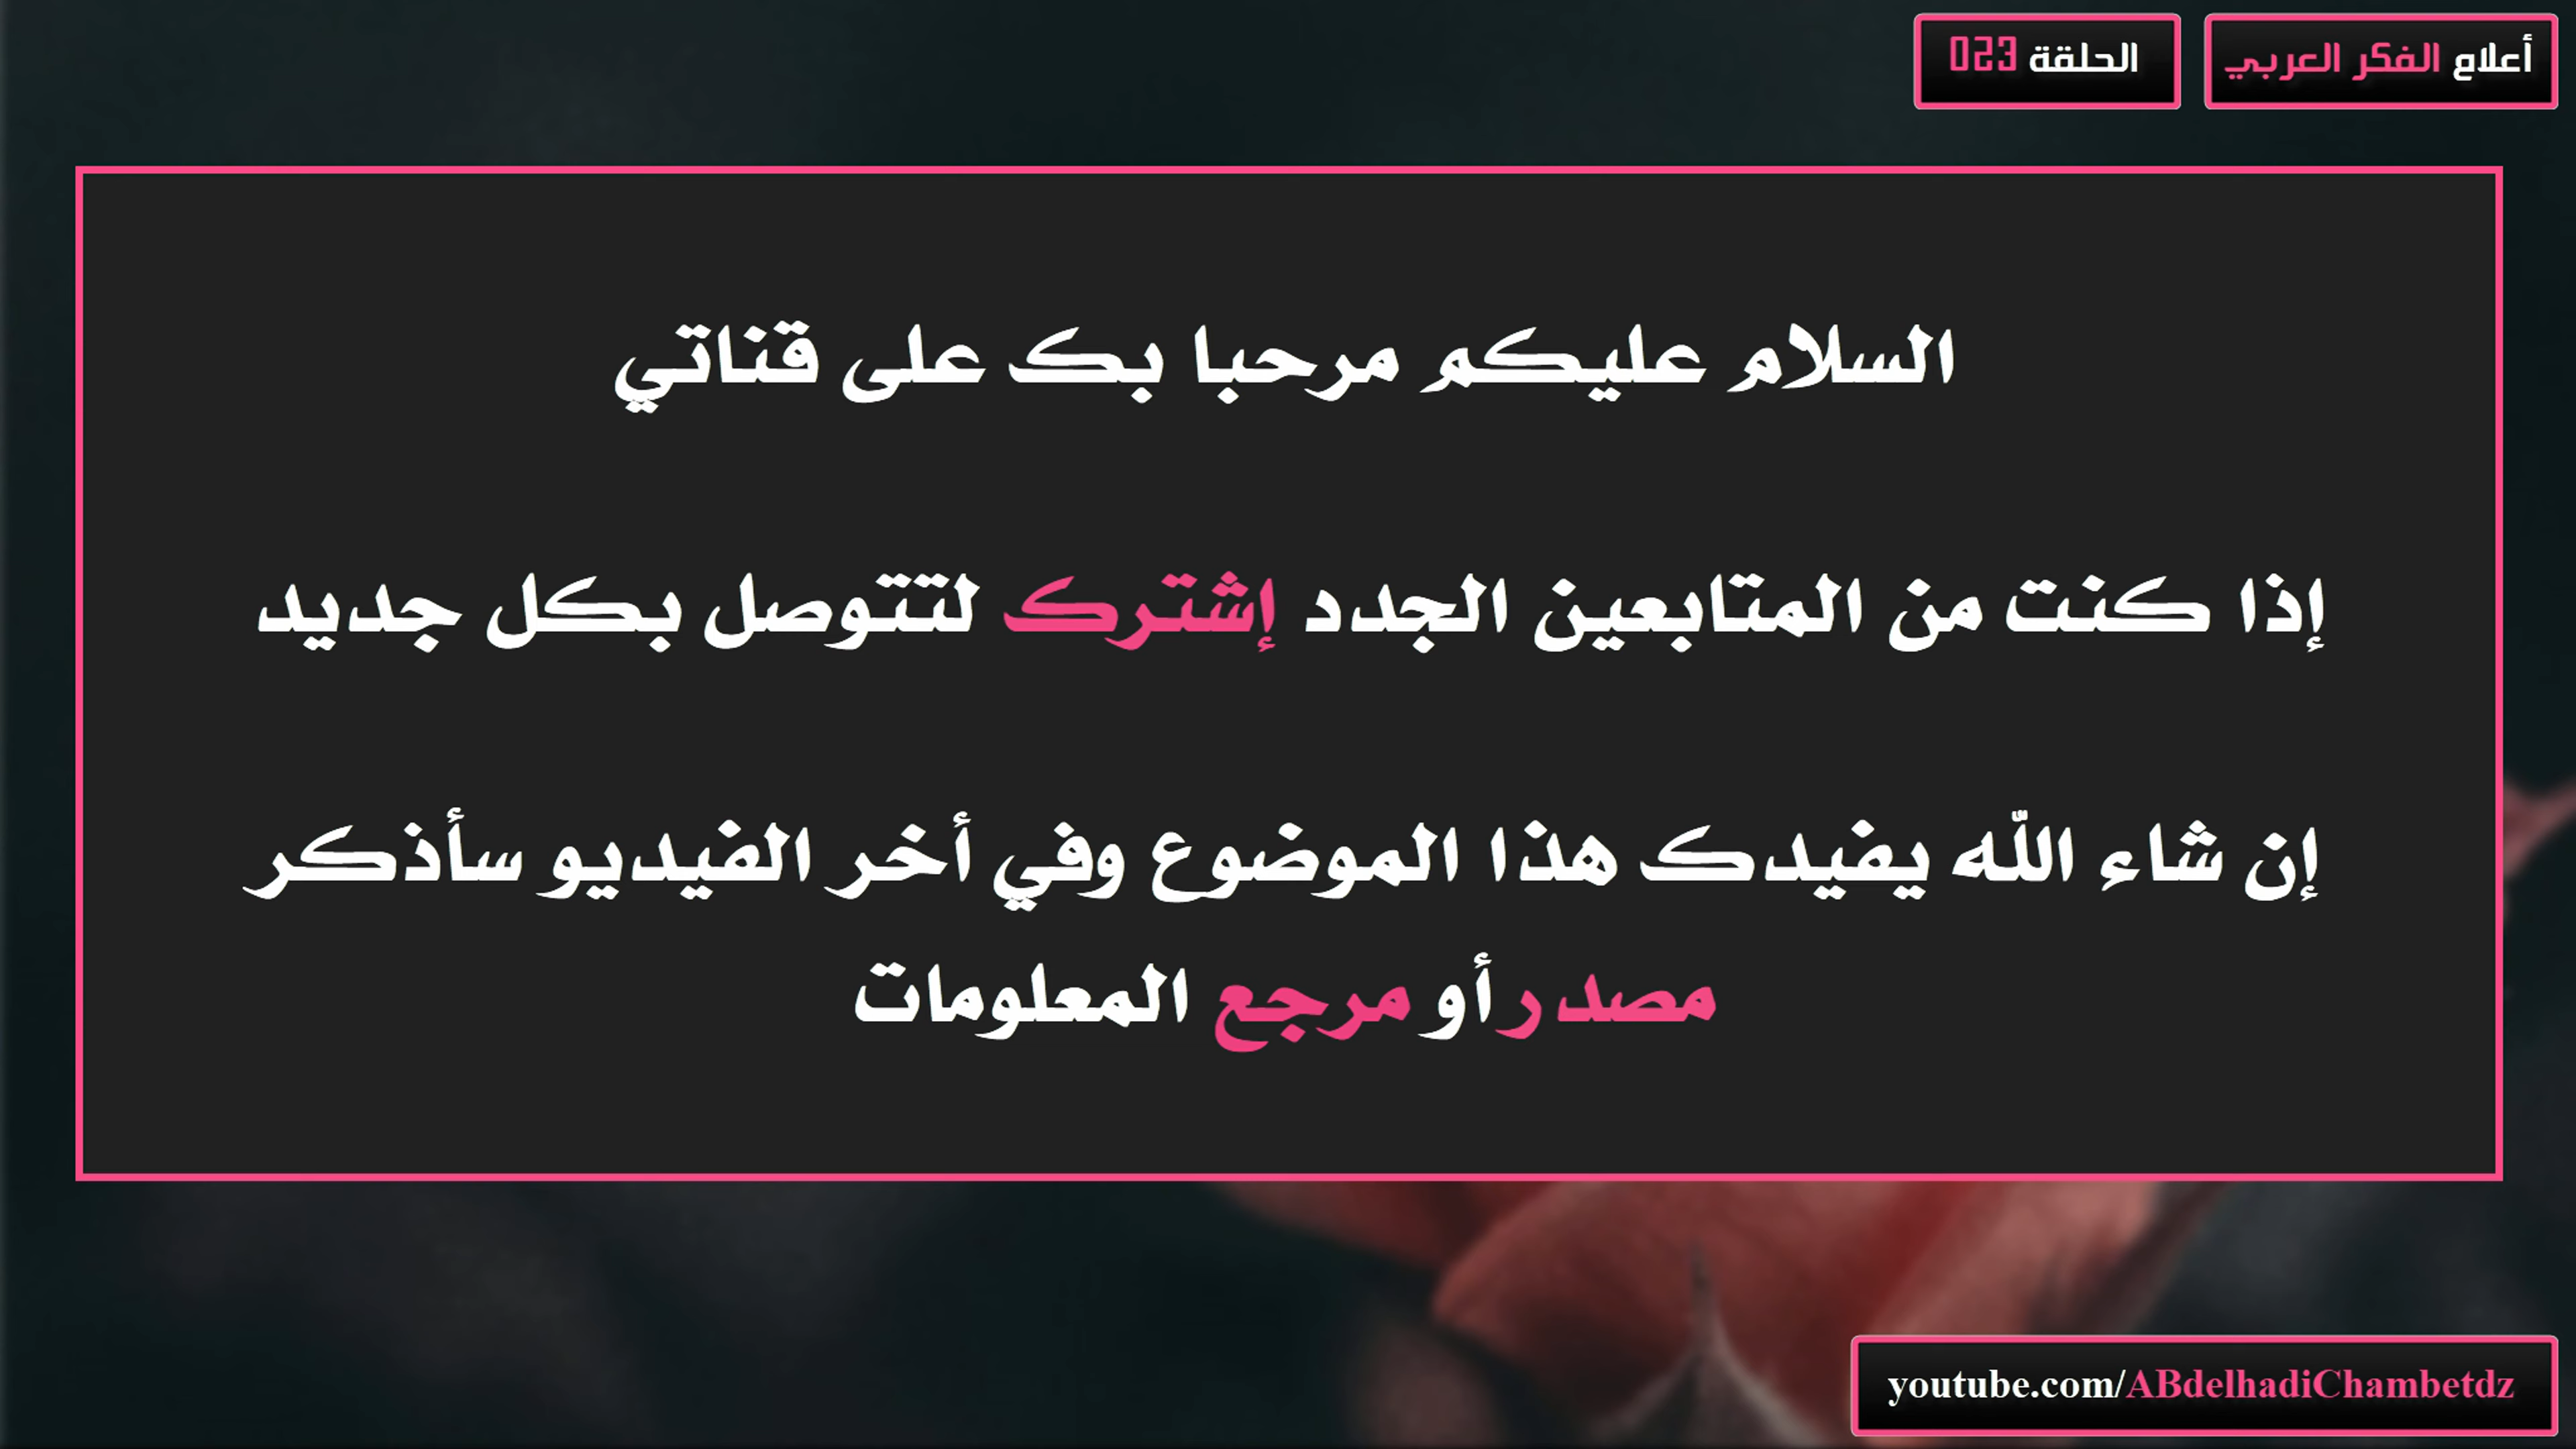 أعلام الفكر العربي
الحلقة 023
السلام عليكم مرحبا بك على قناتي
إذا كنت من المتابعين الجدد إشترك لتتوصل بكل جديد
إن شاء الله يفيدك هذا الموضوع وفي أخر الفيديو سأذكر
مصدر أو مرجع المعلومات
youtube.com/ABdelhadiChambetdz